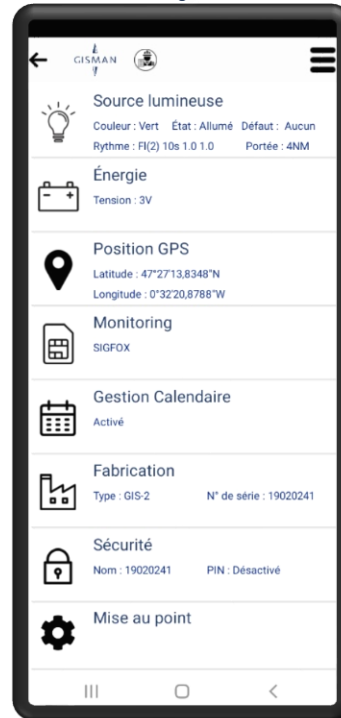 GISMAN
Source lumineuse
Couleur : Vert État : Allumé Défaut : Aucun
Rythme : Fl(2) 10s 1.0 1.0 Portée : 4NM
Énergie
Tension : 3V
Position GPS
Latitude : 47°27'13,8348"N
Longitude : 0°32'20,8788"W
Monitoring
SIGFOX
Gestion Calendaire
Activé
Fabrication
Type : GIS-2 N° de série : 19020241
Sécurité
Nom : 19020241 PIN : Désactivé
Mise au point